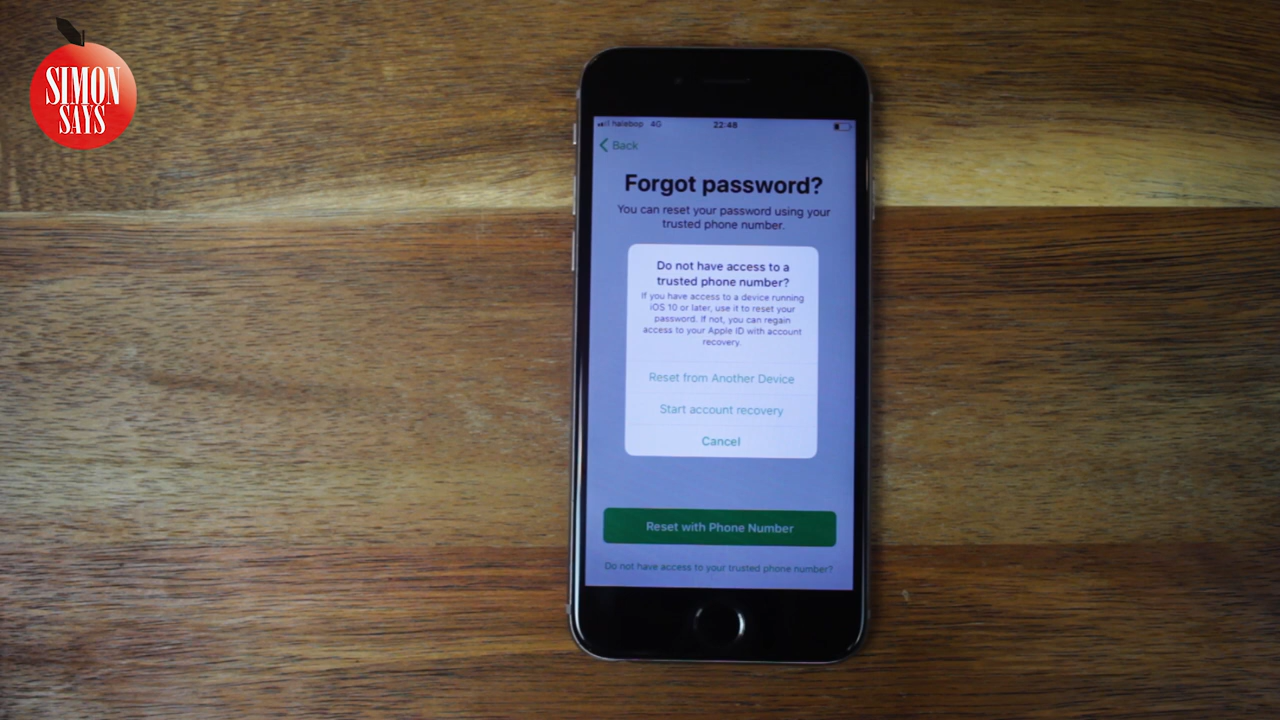 SIMON
SAYS
halebop 4G 22:48
Back
Forgot password?
You can reset your password using your
trusted phone number.
Do not have access to a
trusted phone number?
If you have access to a device running
iOS 10 or later, use it to reset your
password. If not, you can regain
access to your Apple ID with account
recovery.
Reset from Another Device
Start account recovery
Cancel
Reset with Phone Number
Do not have access to your trusted phone number?